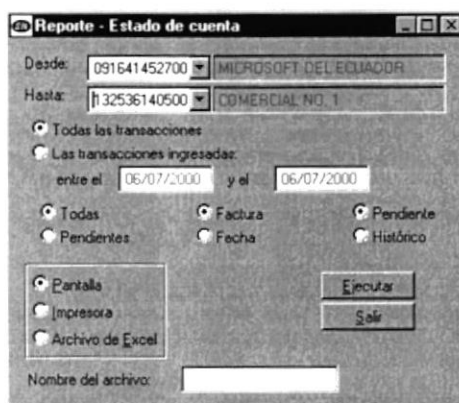 Reporte - Estado de cuenta
Desde: 091641452700 MICROSOFT DEL ECUADOR
Hasta: 132536140500 COMERCIAL NO. 1
Todas las transacciones
Las transacciones ingresadas:
entre el 06/07/2000 y el 06/07/2000
Todas Factura Pendiente
Pendientes Fecha Histórico
Pantalla Ejecutar
Impresora Salir
Archivo de Excel
Nombre del archivo: